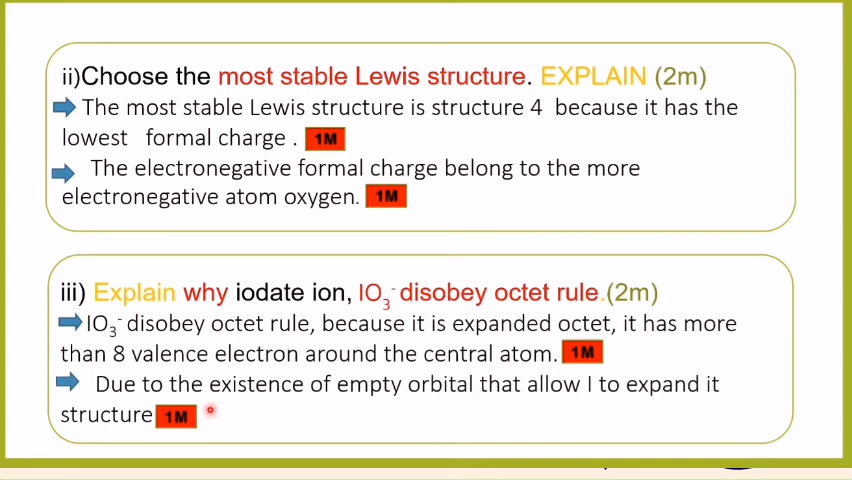 ii)Choose the most stable Lewis structure. EXPLAIN (2m)
The most stable Lewis structure is structure 4 because it has the
lowest formal charge . 1M
The electronegative formal charge belong to the more
electronegative atom oxygen. 1M
iii) Explain why iodate ion, IO₃⁻ disobey octet rule.(2m)
IO₃⁻ disobey octet rule, because it is expanded octet, it has more
than 8 valence electron around the central atom. 1M
Due to the existence of empty orbital that allow I to expand it
structure 1M